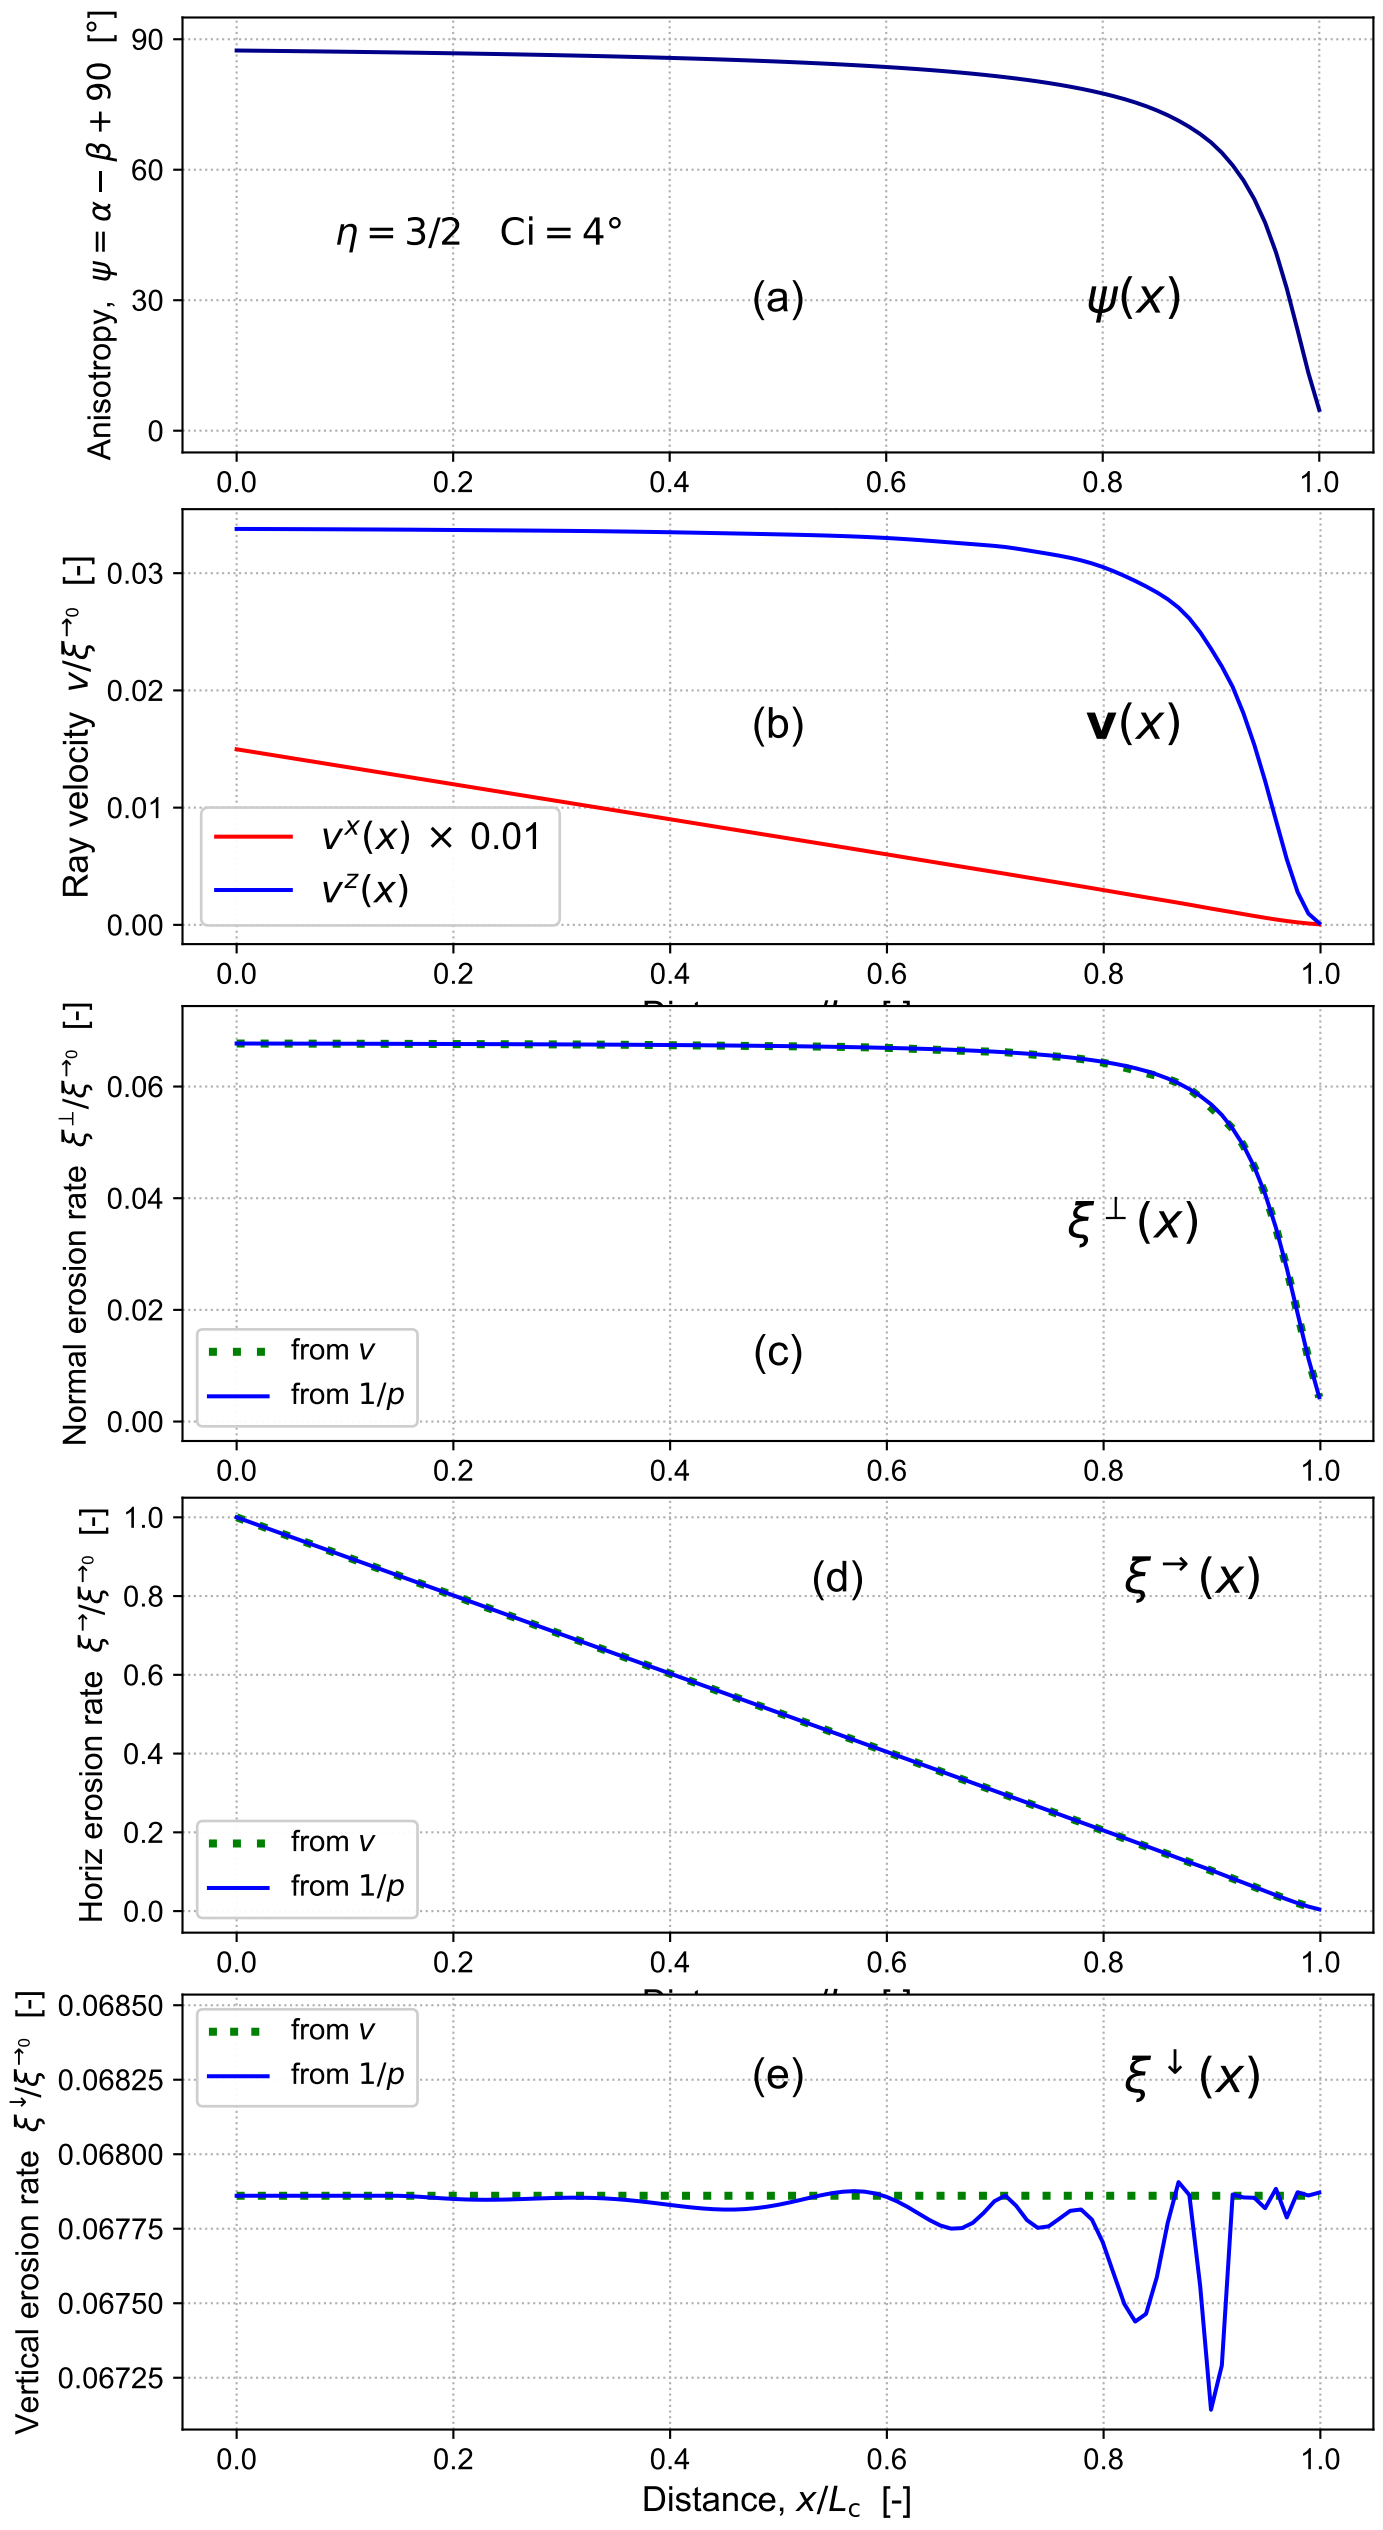 Anisotropy, ψ = α − β + 90 [°]
90
60
30
0
η = 3/2 Ci = 4°
(a)
ψ(x)
0.0 0.2 0.4 0.6 0.8 1.0
Ray velocity v/ξ→0 [-]
0.03
0.02
0.01
0.00
(b)
v(x)
vˣ(x) × 0.01
vᶻ(x)
0.0 0.2 0.4 0.6 0.8 1.0
Normal erosion rate ξ⊥/ξ→0 [-]
0.06
0.04
0.02
0.00
ξ⊥(x)
(c)
from v
from 1/p
0.0 0.2 0.4 0.6 0.8 1.0
Horiz erosion rate ξ→/ξ→0 [-]
1.0
0.8
0.6
0.4
0.2
0.0
(d)
ξ→(x)
from v
from 1/p
0.0 0.2 0.4 0.6 0.8 1.0
Vertical erosion rate ξ↓/ξ→0 [-]
0.06850
0.06825
0.06800
0.06775
0.06750
0.06725
from v
from 1/p
(e)
ξ↓(x)
0.0 0.2 0.4 0.6 0.8 1.0
Distance, x/Lc [-]